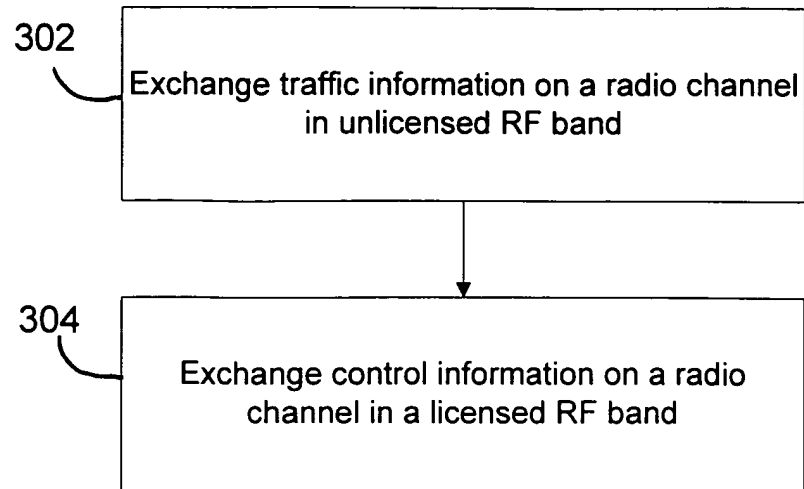 302
Exchange traffic information on a radio channel
in unlicensed RF band
304
Exchange control information on a radio
channel in a licensed RF band